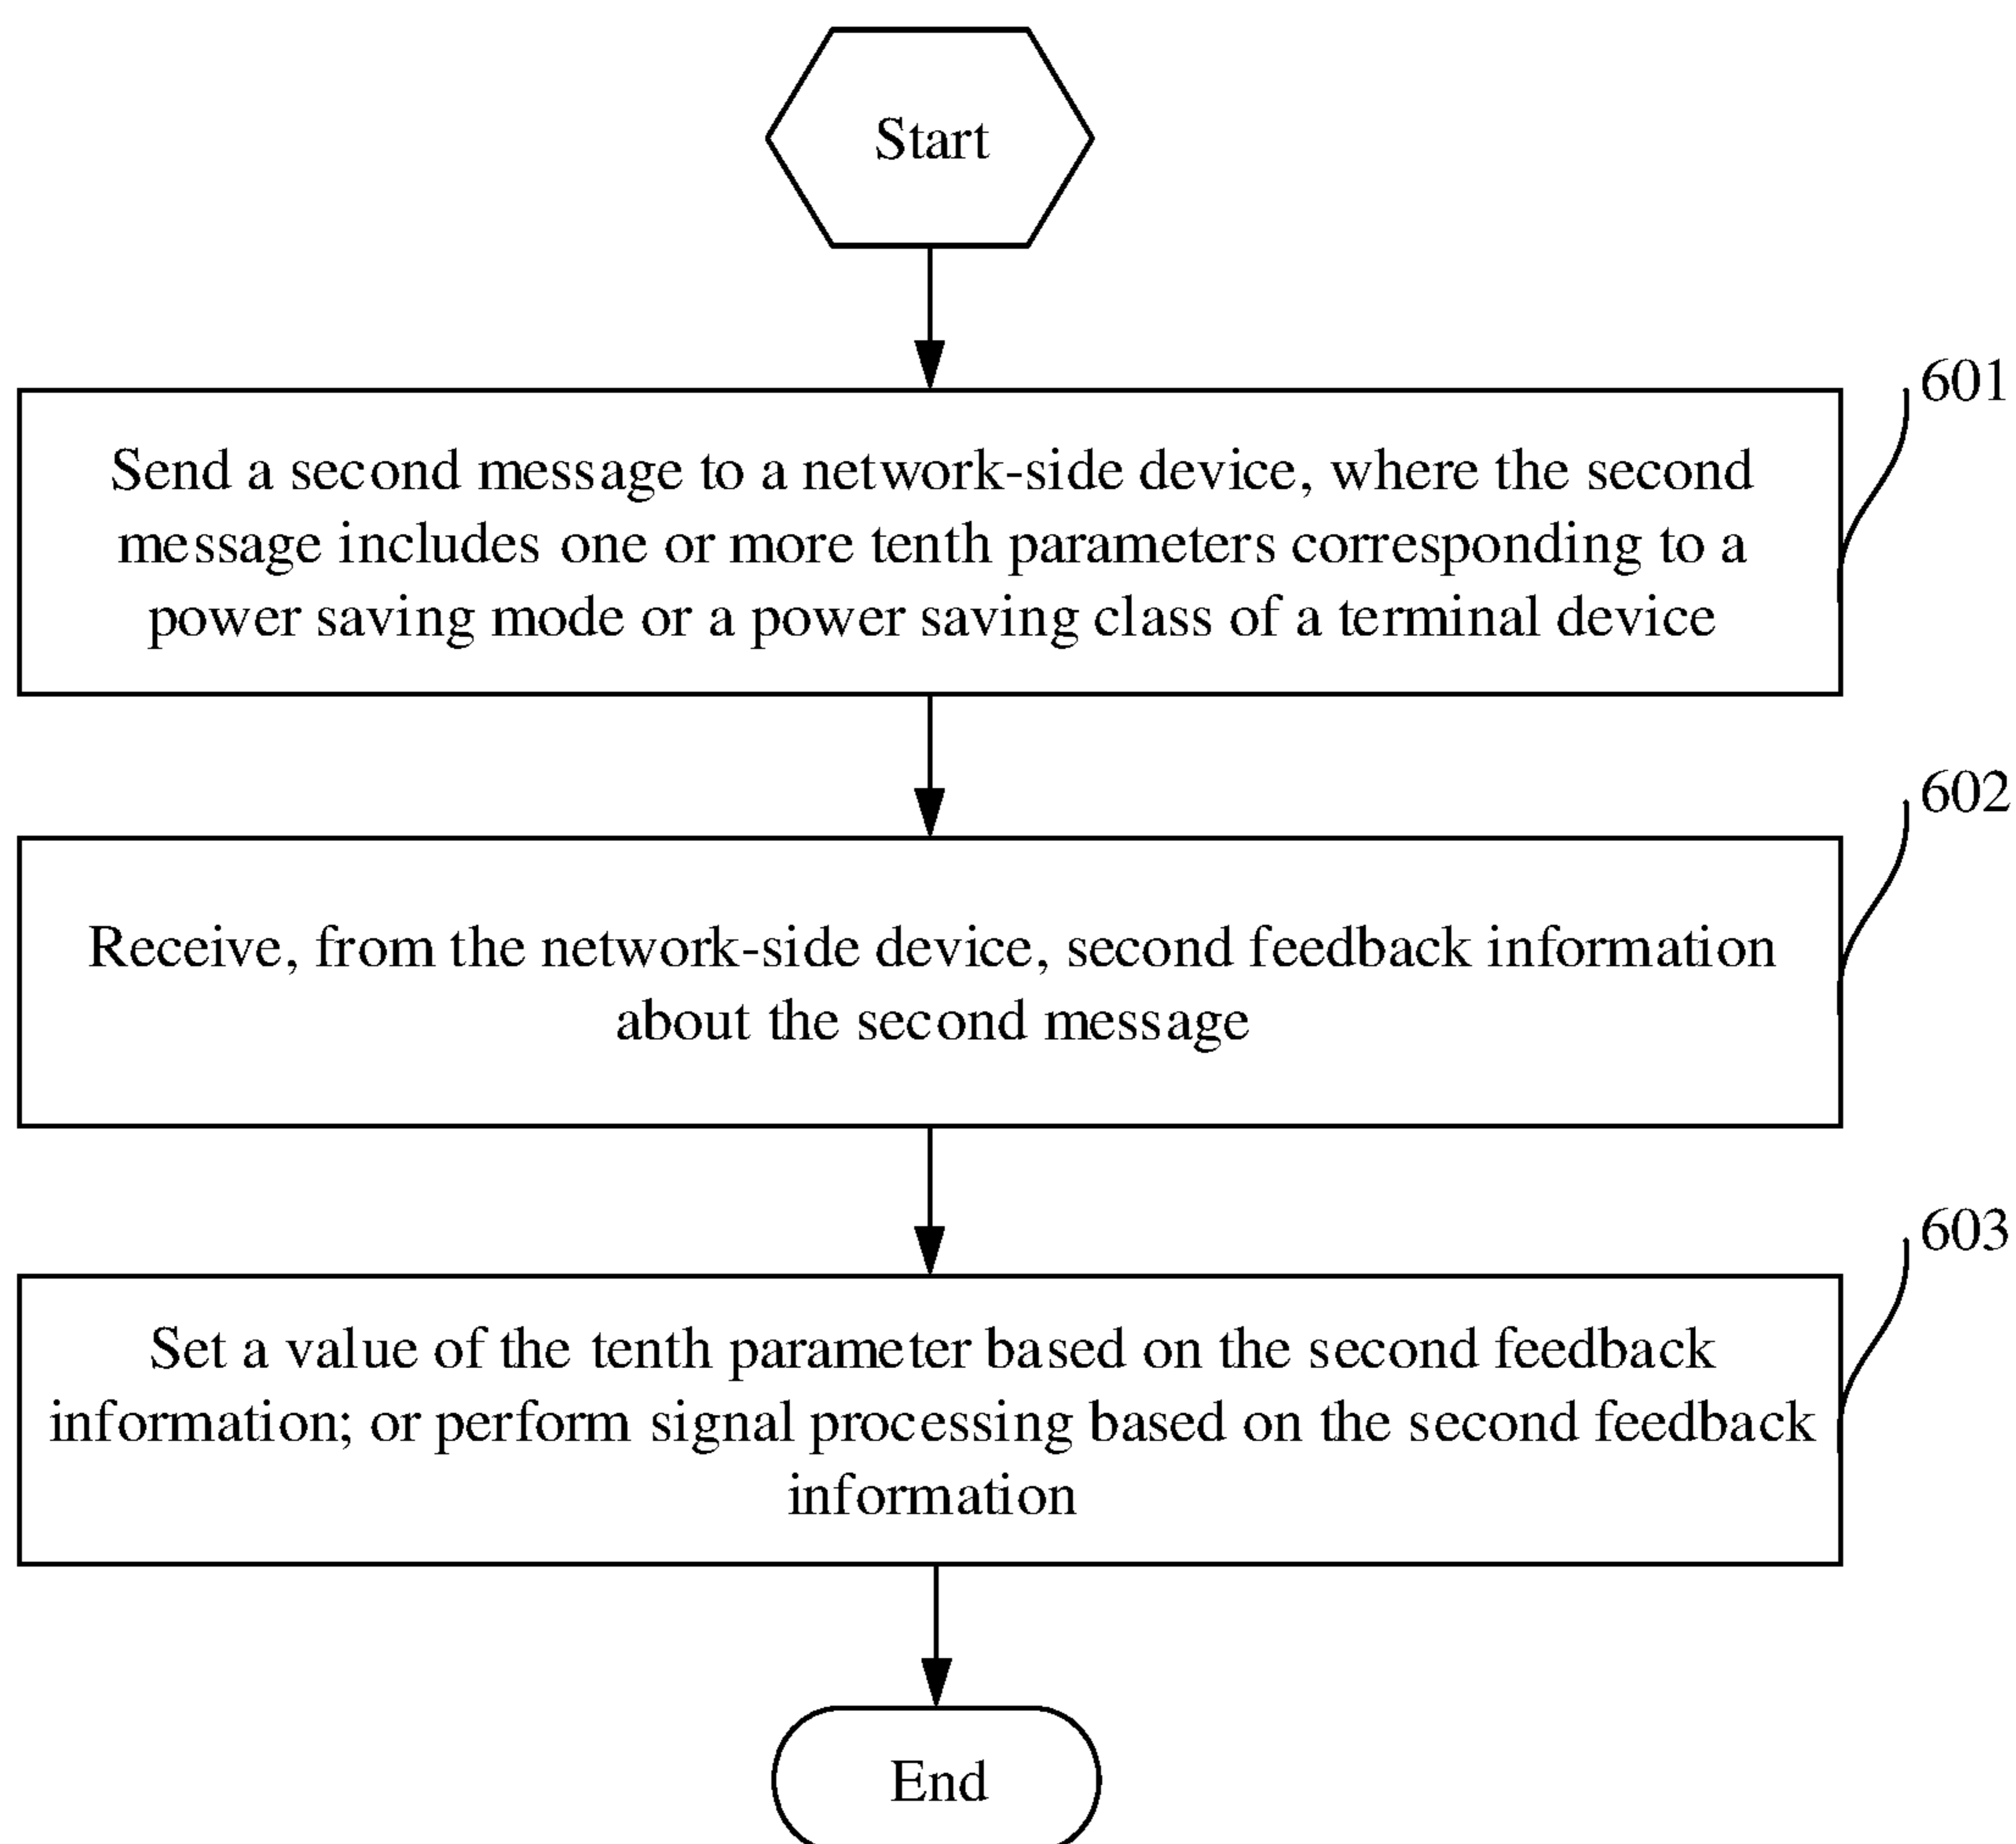 Start
601
Send a second message to a network-side device, where the second
message includes one or more tenth parameters corresponding to a
power saving mode or a power saving class of a terminal device
602
Receive, from the network-side device, second feedback information
about the second message
603
Set a value of the tenth parameter based on the second feedback
information; or perform signal processing based on the second feedback
information
End